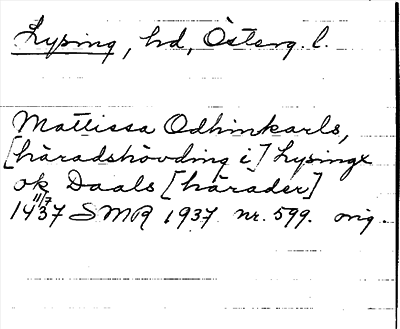 Lysing, hd, Österg. l.
Mattissa Odhinkarls,
[häradshövding i] Lysingx
ok Daals [härader]
11/7
1437 SMR 1937 nr. 599. orig.